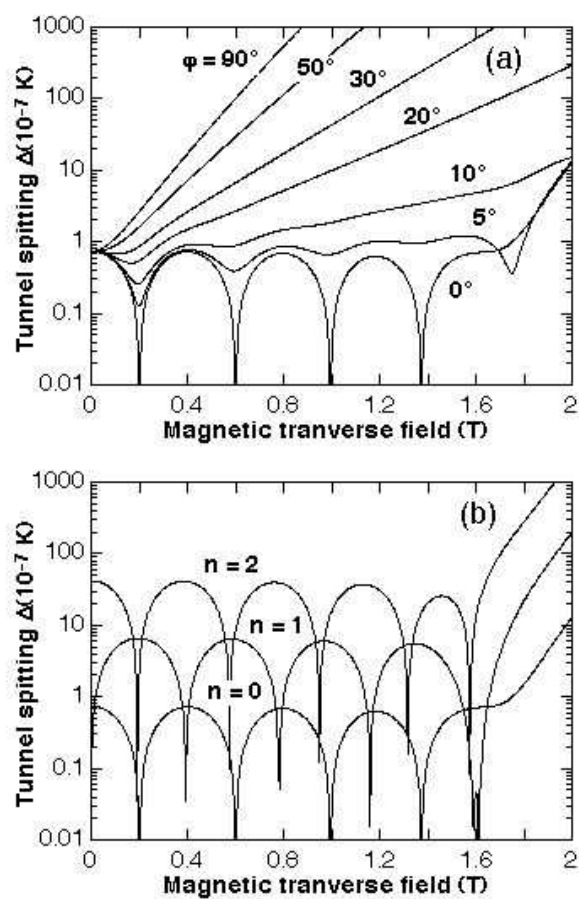 1000
100
10
1
0.1
0.01
Tunnel spitting Δ(10⁻⁷ K)
φ = 90°
50°
30°
(a)
20°
10°
5°
0°
0 0.4 0.8 1.2 1.6 2
Magnetic tranverse field (T)
1000
100
10
1
0.1
0.01
Tunnel spitting Δ(10⁻⁷ K)
(b)
n = 2
n = 1
n = 0
0 0.4 0.8 1.2 1.6 2
Magnetic tranverse field (T)